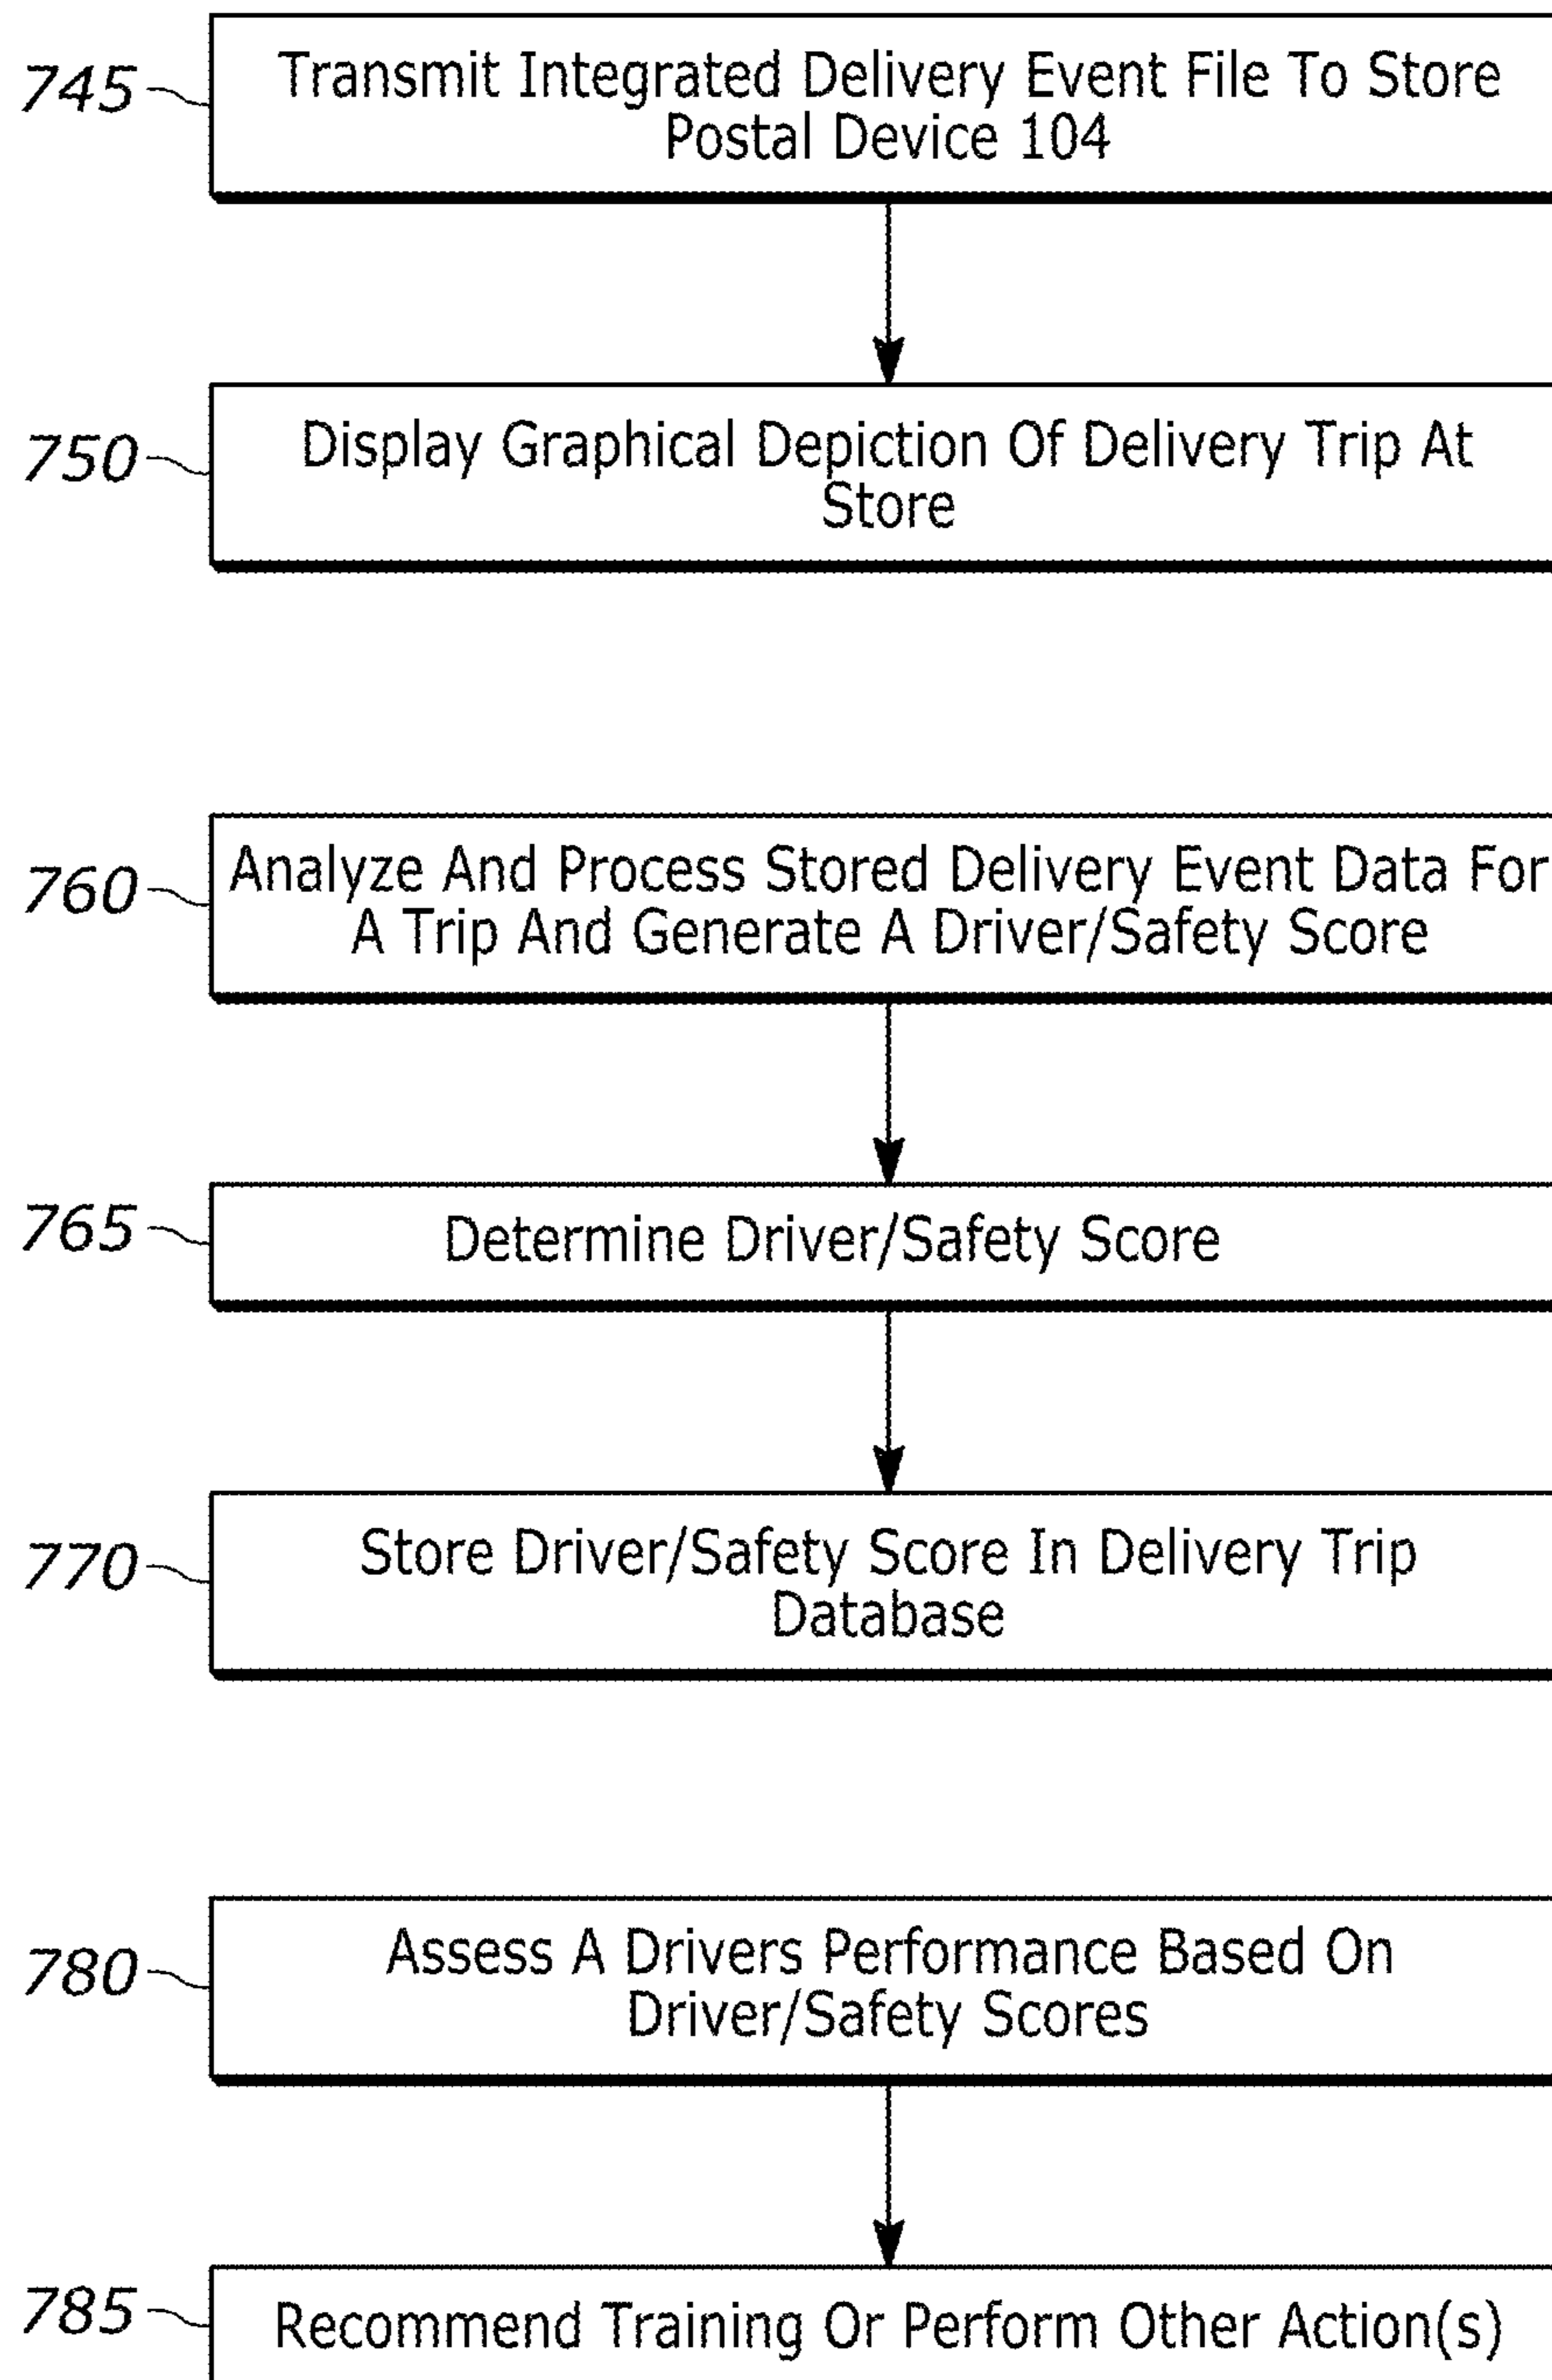 745
Transmit Integrated Delivery Event File To Store
Postal Device 104
750
Display Graphical Depiction Of Delivery Trip At
Store
760
Analyze And Process Stored Delivery Event Data For
A Trip And Generate A Driver/Safety Score
765
Determine Driver/Safety Score
770
Store Driver/Safety Score In Delivery Trip
Database
780
Assess A Drivers Performance Based On
Driver/Safety Scores
785
Recommend Training Or Perform Other Action(s)